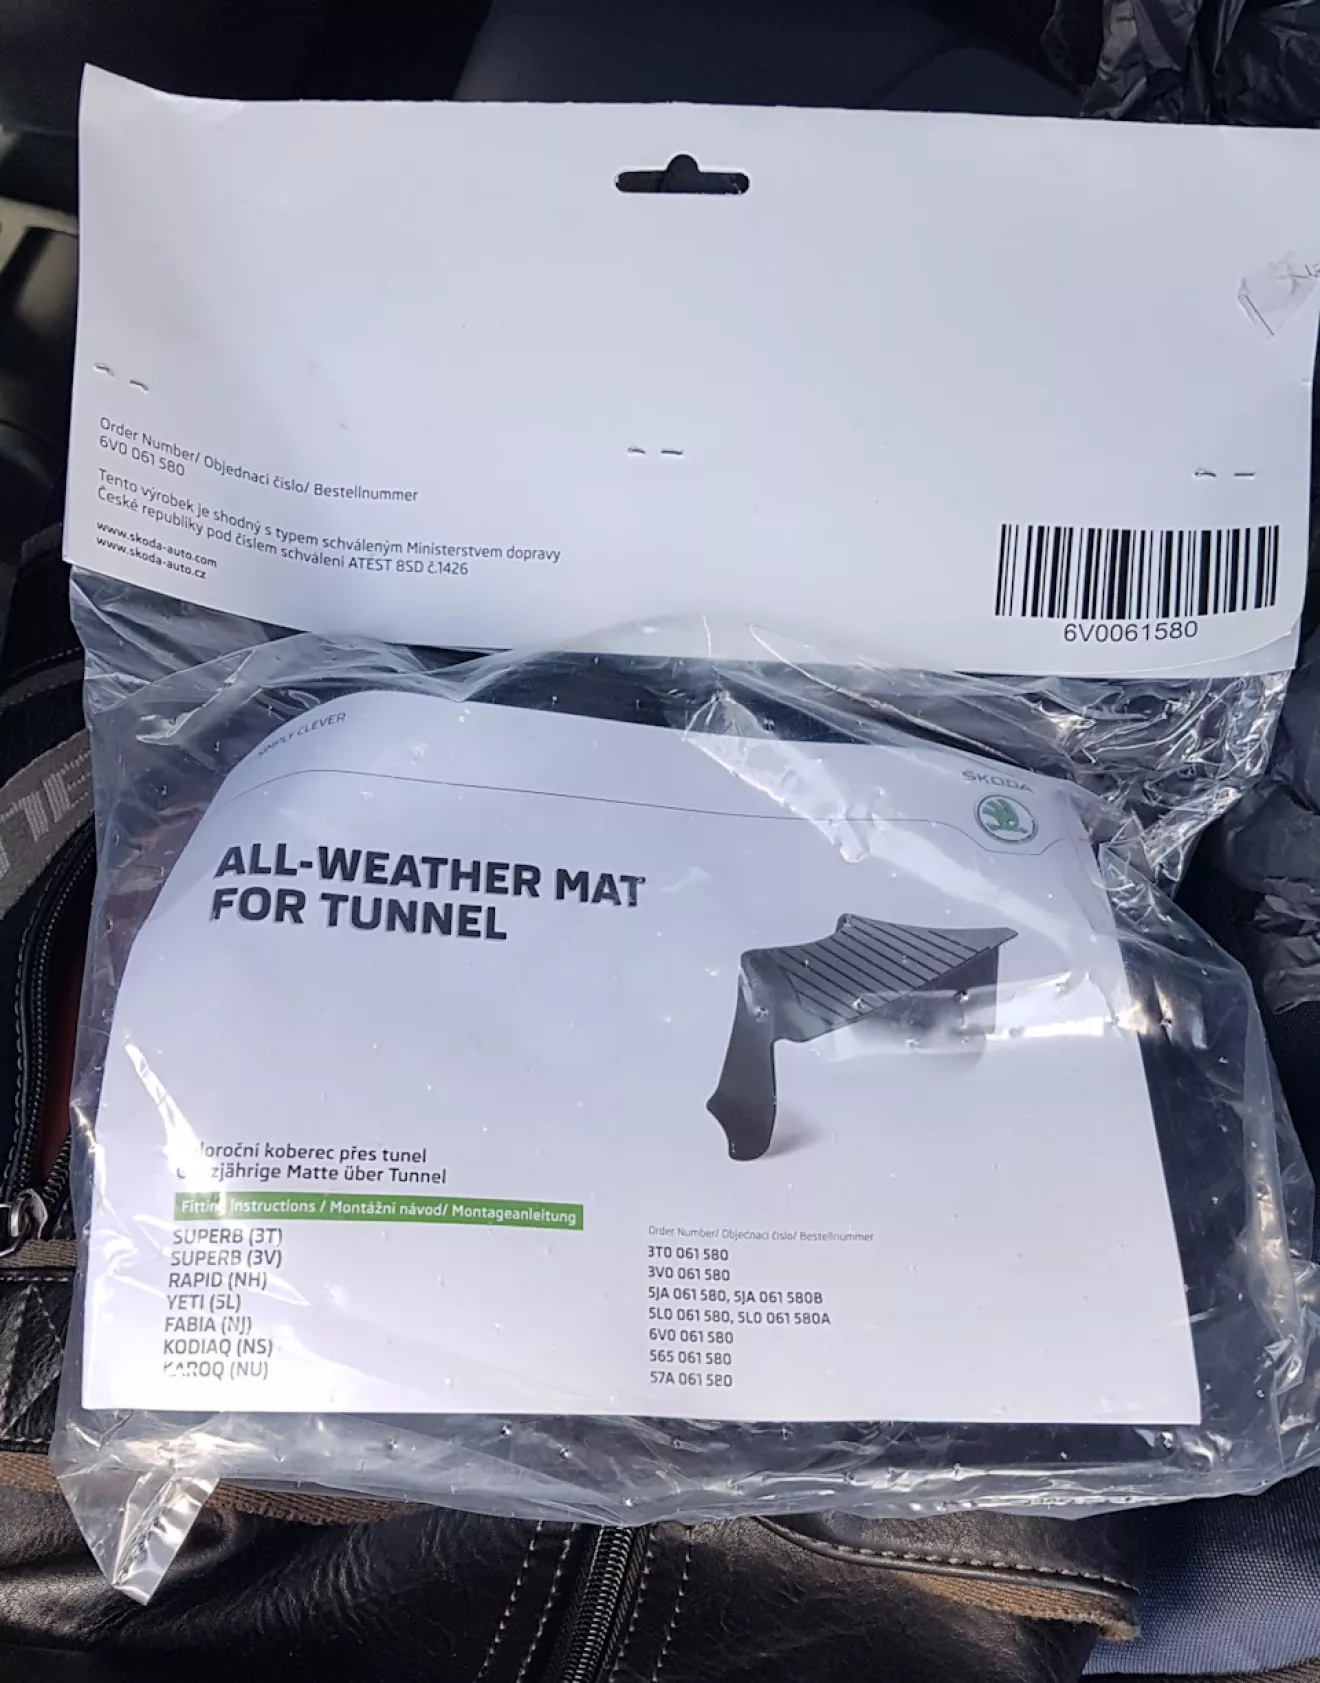 Order Number/ Objednací číslo/ Bestellnummer
6V0 061 580
Tento výrobek je shodný s typem schváleným Ministerstvem dopravy
České republiky pod číslem schválení ATEST 8SD č.1426
www.skoda-auto.com
www.skoda-auto.cz
6V0061580
SIMPLY CLEVER
ŠKODA
ALL-WEATHER MAT
FOR TUNNEL
koberec přes tunel
Matte über Tunnel
Fitting Instructions / Montážní návod/ Montageanleitung
SUPERB (3T)
SUPERB (3V)
RAPID (NH)
YETI (5L)
FABIA (NJ)
KODIAQ (NS)
KAROQ (NU)
Order Number/ Objednací číslo/ Bestellnummer
3T0 061 580
3V0 061 580
5JA 061 580, 5JA 061 580B
5L0 061 580, 5L0 061 580A
6V0 061 580
565 061 580
57A 061 580